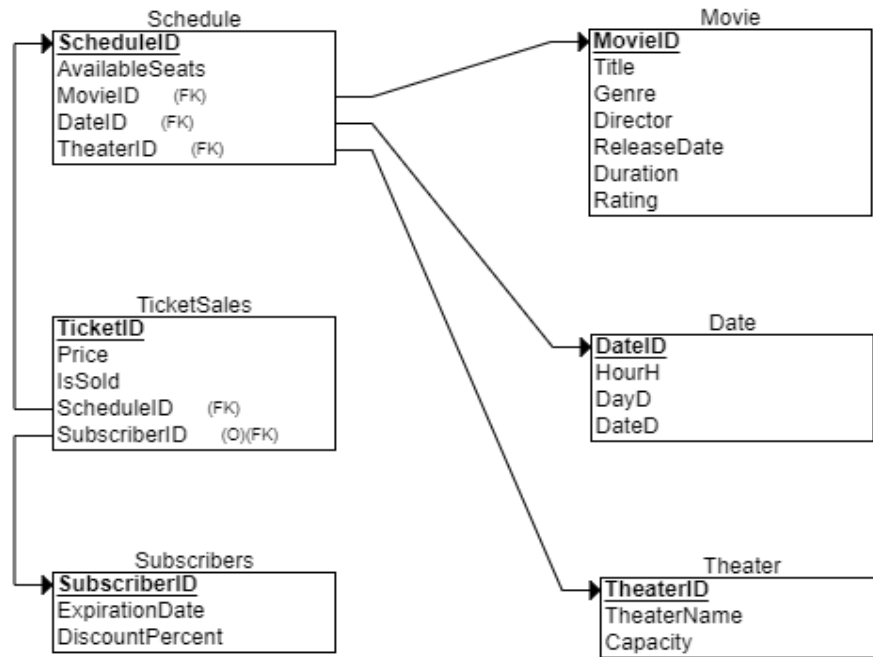 Schedule
ScheduleID
AvailableSeats
MovieID (FK)
DateID (FK)
TheaterID (FK)
Movie
MovieID
Title
Genre
Director
ReleaseDate
Duration
Rating
TicketSales
TicketID
Price
IsSold
ScheduleID (FK)
SubscriberID (O)(FK)
Date
DateID
HourH
DayD
DateD
Subscribers
SubscriberID
ExpirationDate
DiscountPercent
Theater
TheaterID
TheaterName
Capacity